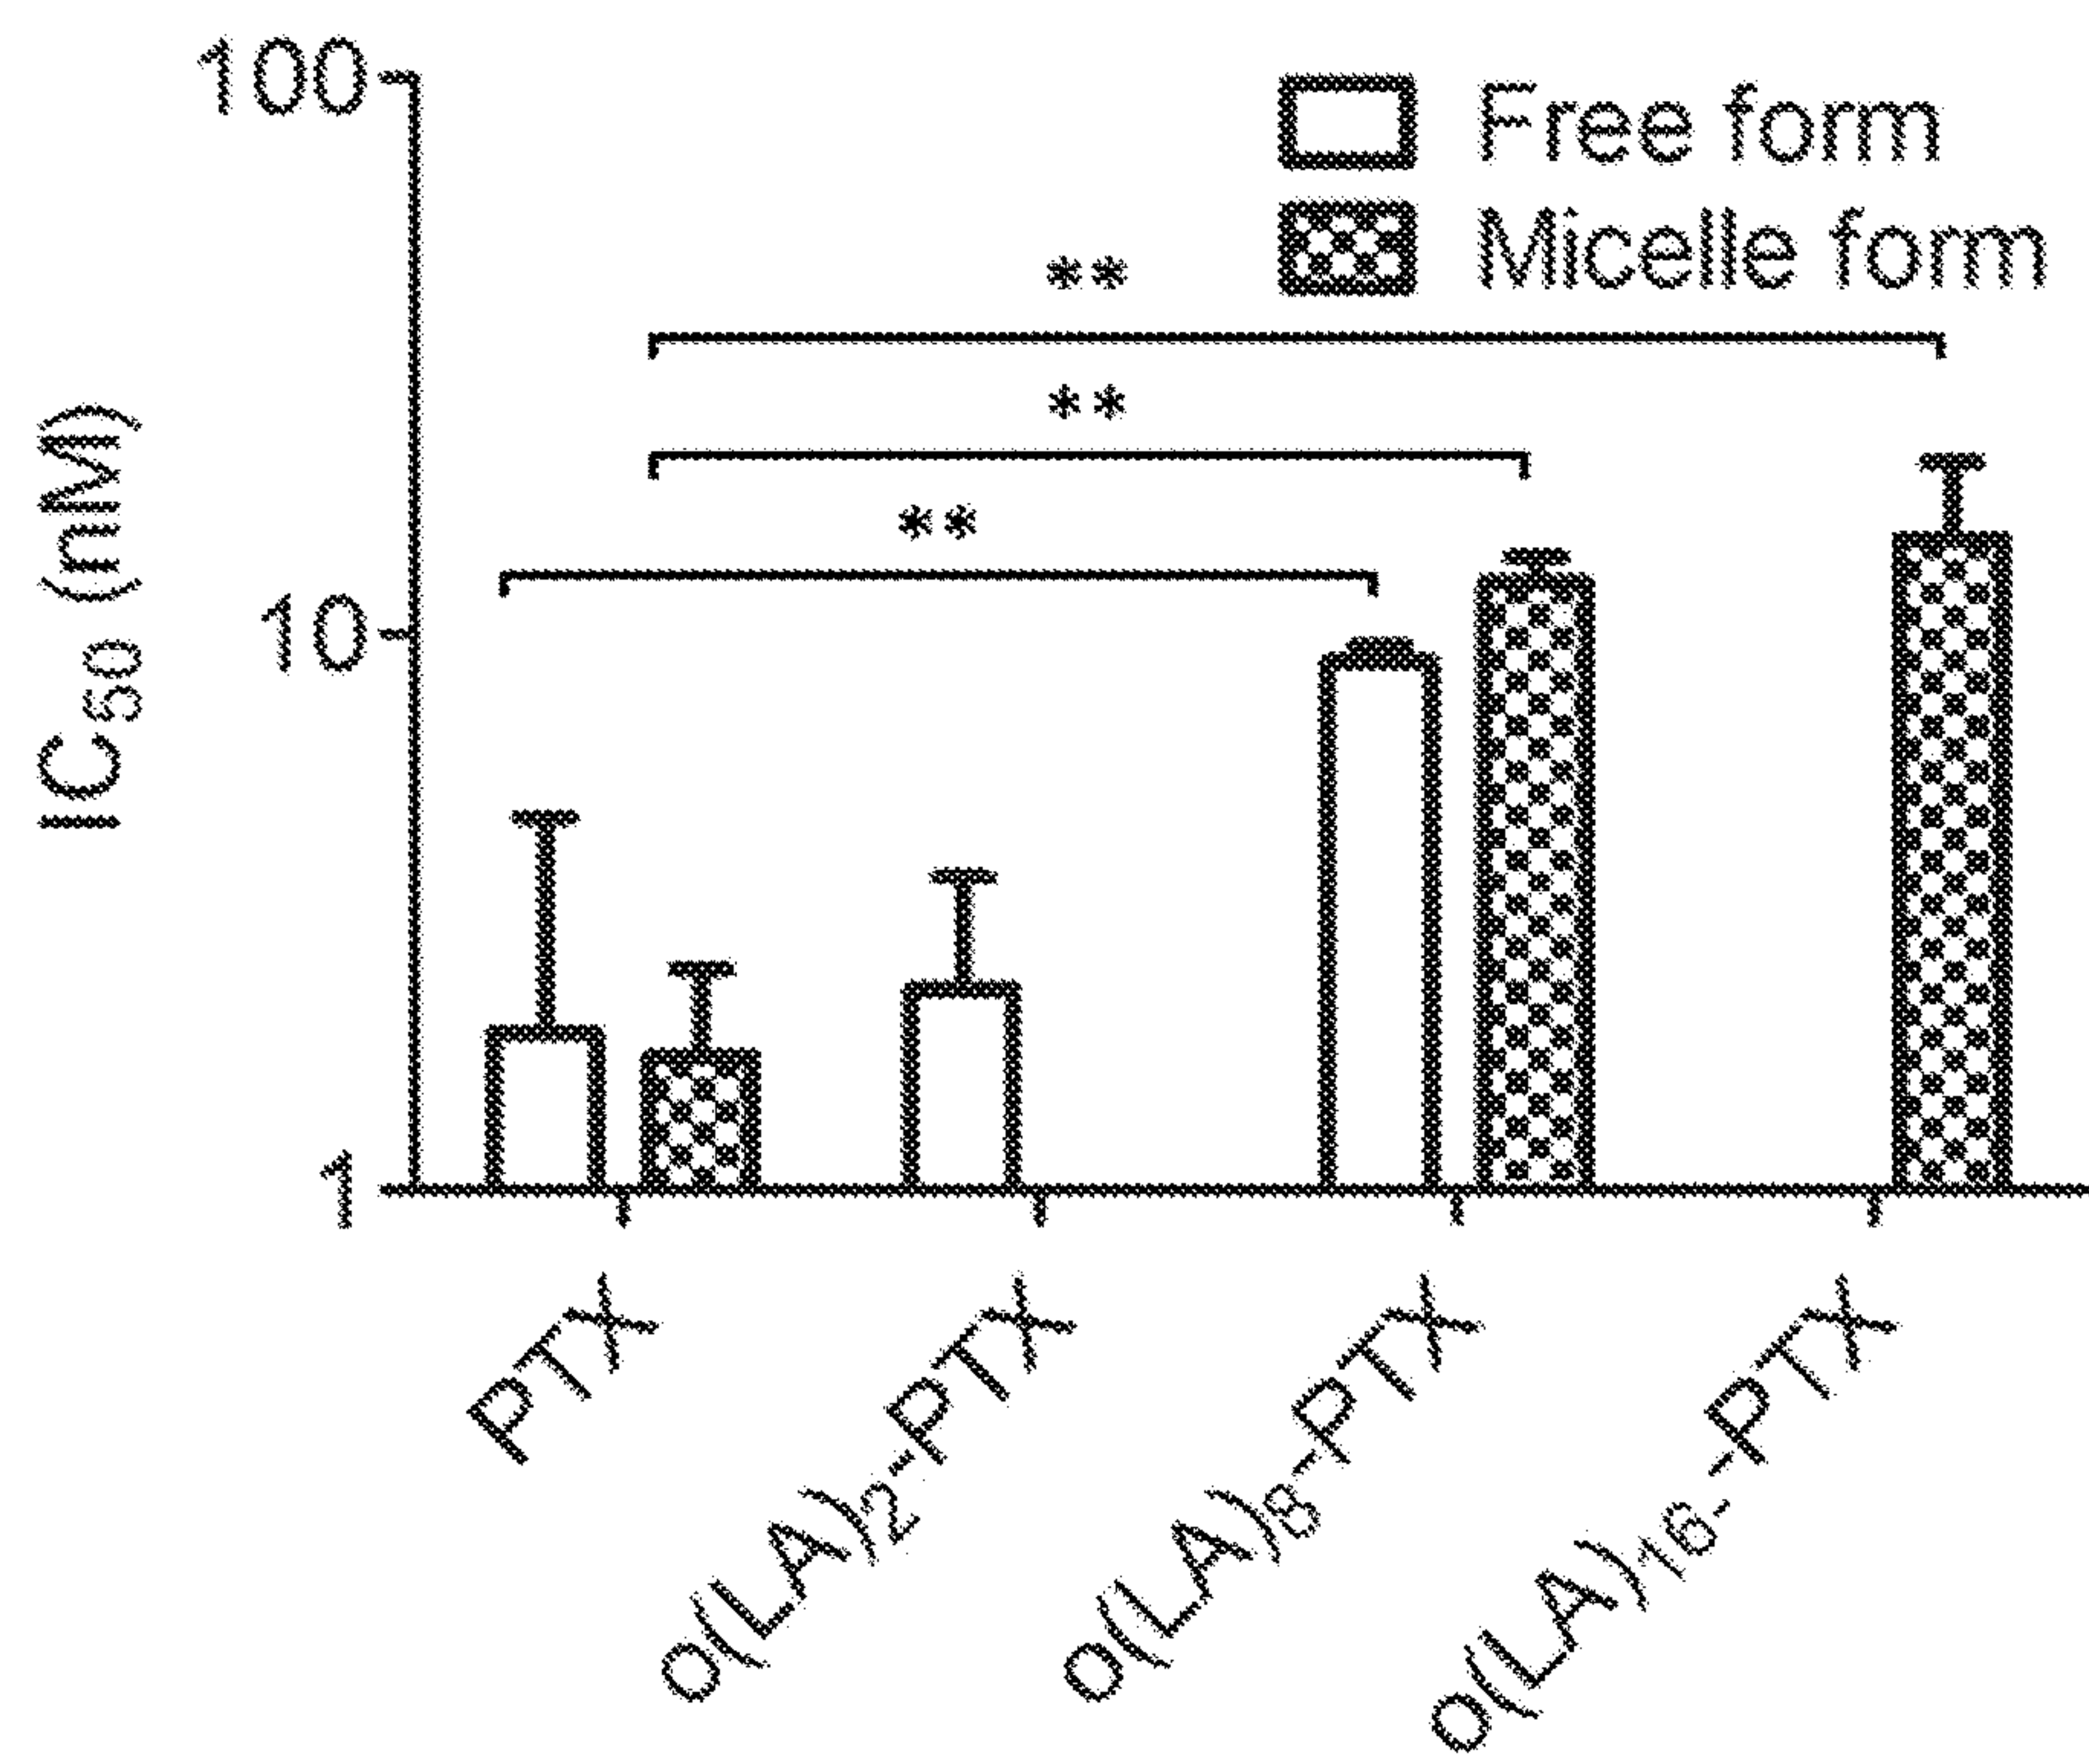 100
Free form
Micelle form
**
**
**
IC50 (nM)
10
1
PTX
o(LA)2-PTX
o(LA)8-PTX
o(LA)16--PTX